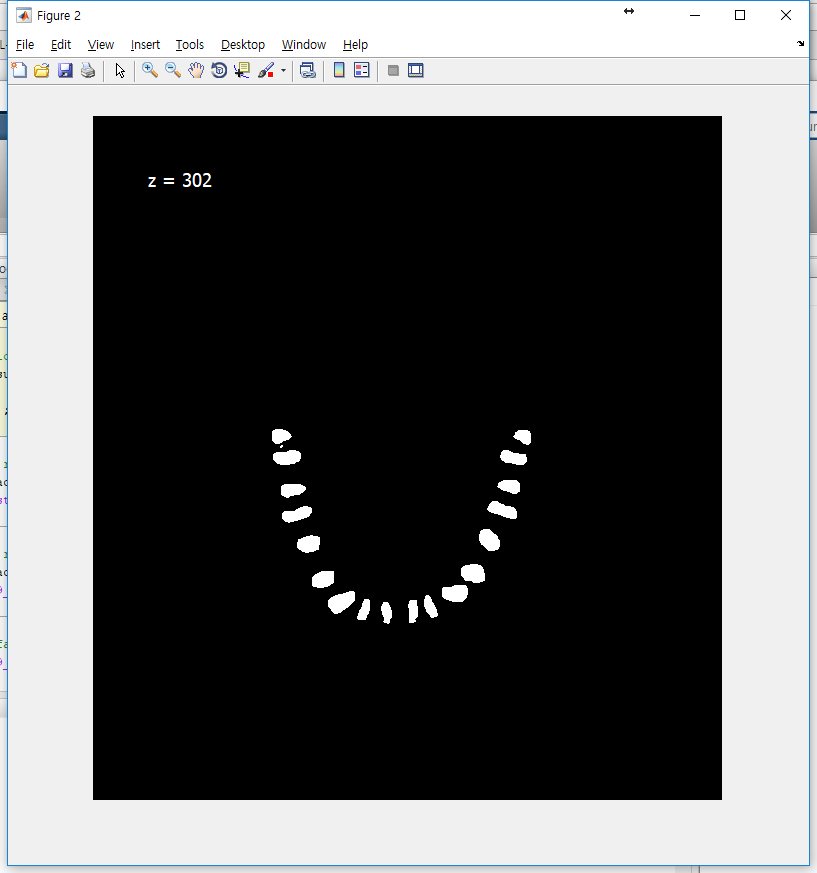 Figure 2
File Edit View Insert Tools Desktop Window Help
z = 302